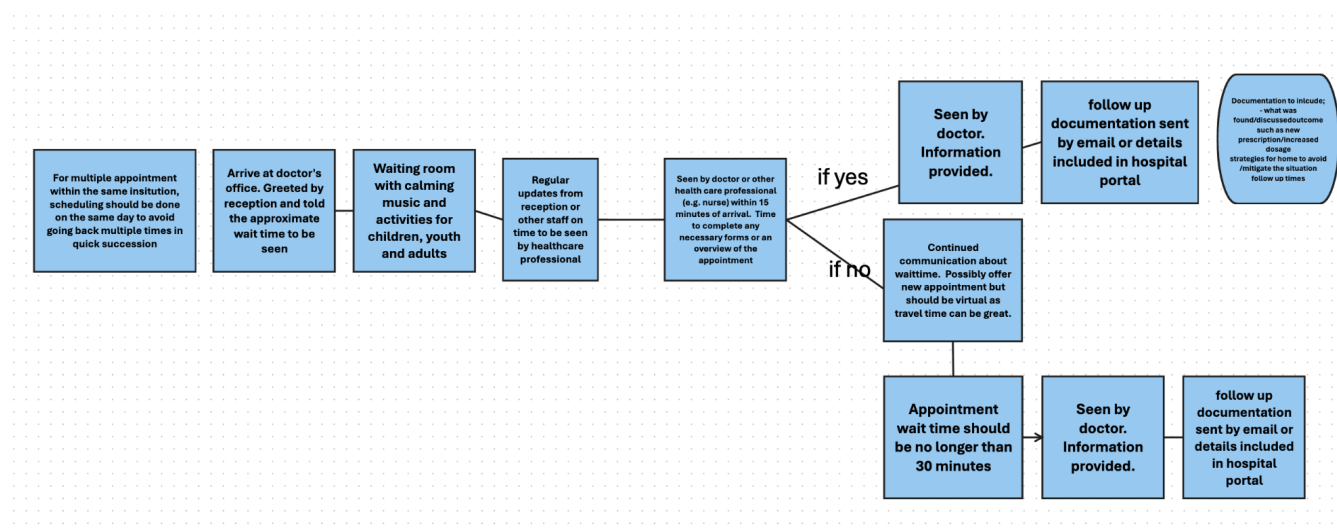 For multiple appointment
within the same insitution,
scheduling should be done
on the same day to avoid
going back multiple times in
quick succession
Arrive at doctor's
office. Greeted by
reception and told
the approximate
wait time to be
seen
Waiting room
with calming
music and
activities for
children, youth
and adults
Regular
updates from
reception or
other staff on
time to be seen
by healthcare
professional
Seen by doctor or other
health care professional
(e.g. nurse) within 15
minutes of arrival. Time
to complete any
necessary forms or an
overview of the
appointment
if yes
Seen by
doctor.
Information
provided.
follow up
documentation sent
by email or details
included in hospital
portal
Documentation to inlcude;
- what was
found/discussedoutcome
such as new
prescription/increased
dosage
strategies for home to avoid
/mitigate the situation
follow up times
if no
Continued
communication about
waittime. Possibly offer
new appointment but
should be virtual as
travel time can be great.
Appointment
wait time should
be no longer than
30 minutes
Seen by
doctor.
Information
provided.
follow up
documentation
sent by email or
details included
in hospital
portal